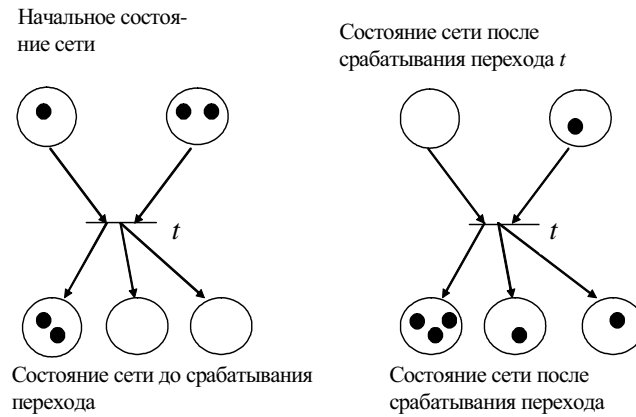 Начальное состоя-
ние сети
Состояние сети после
срабатывания перехода t
t
t
Состояние сети до срабатывания
перехода
Состояние сети после
срабатывания перехода